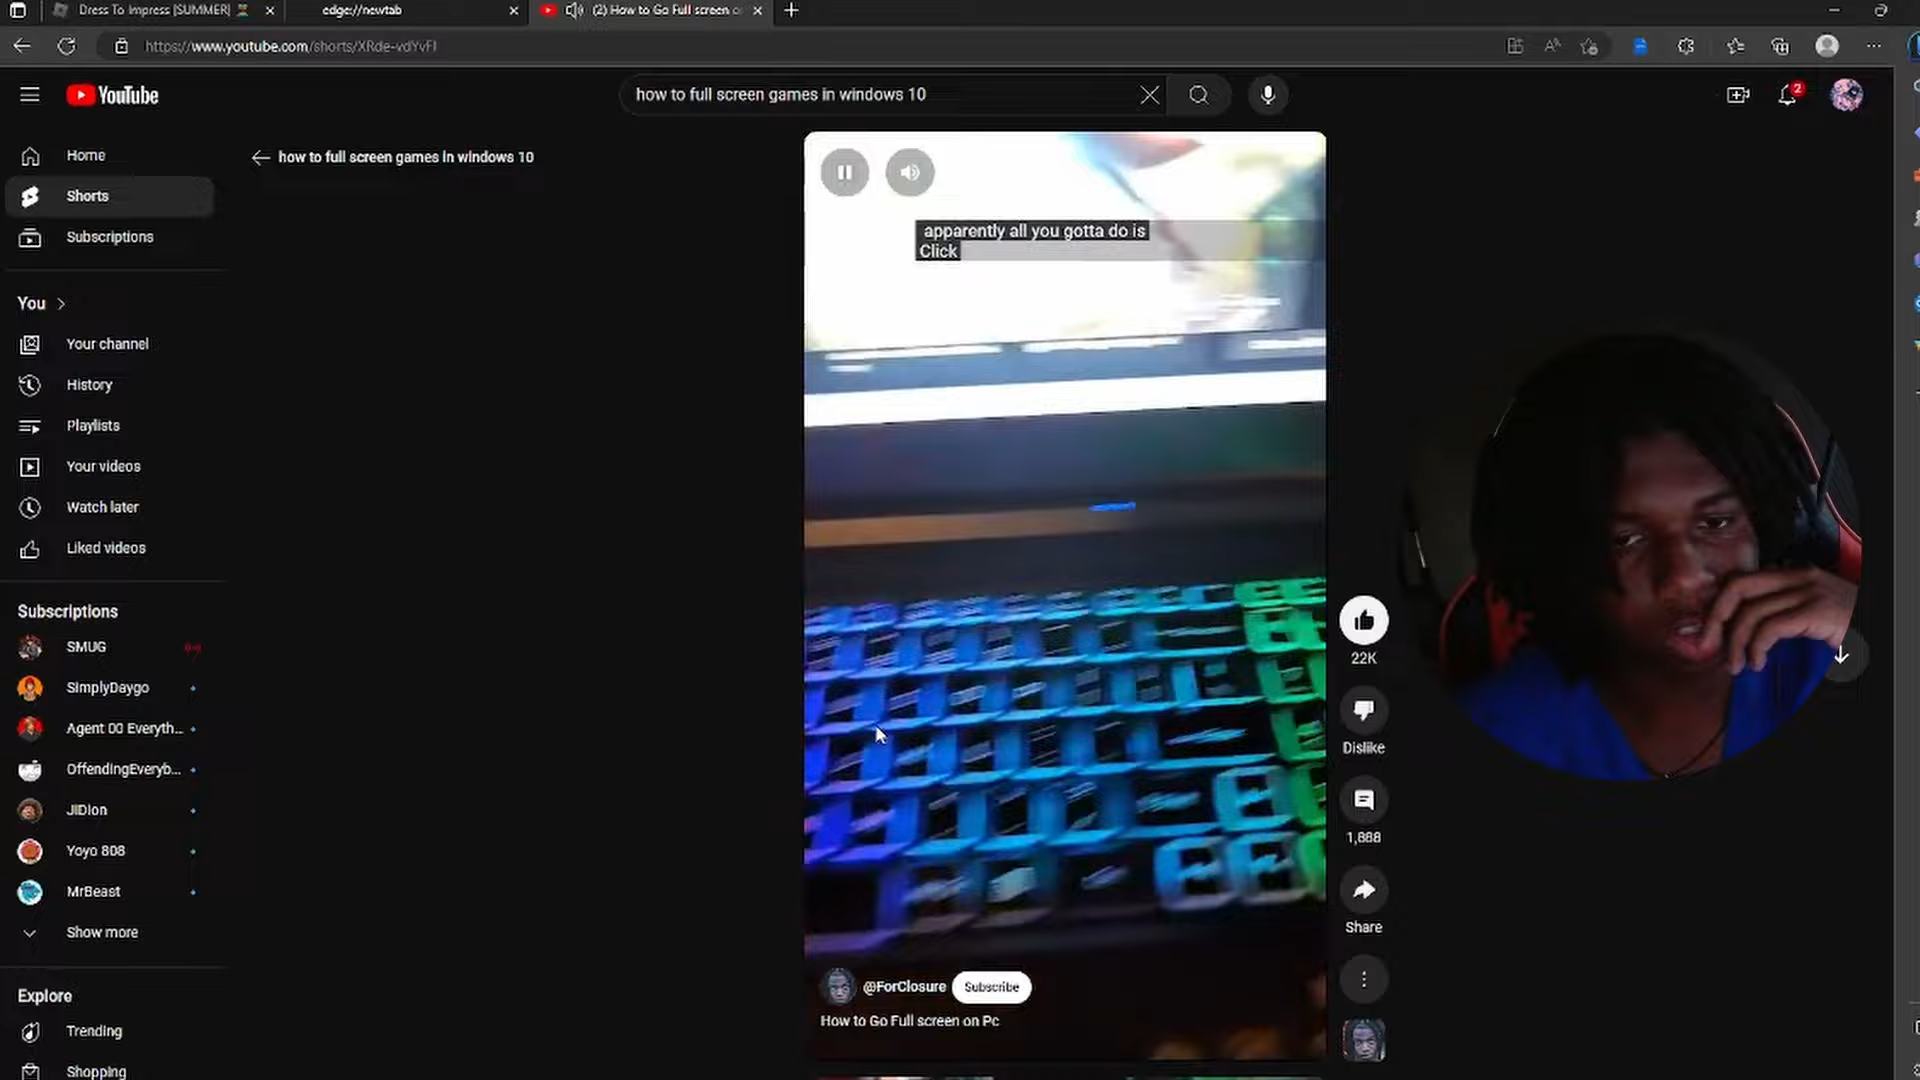 Dress To Impress [SUMMER]
edge://newtab
(2) How to Go Full screen o
https://www.youtube.com/shorts/XRde-vdYvFI
YouTube
how to full screen games in windows 10
2
Home
how to full screen games in windows 10
Shorts
Subscriptions
apparently all you gotta do is
Click
You
Your channel
History
Playlists
Your videos
Watch later
Liked videos
Subscriptions
SMUG
SimplyDaygo
Agent 00 Everyth...
OffendingEveryb...
JiDion
Yoyo 808
MrBeast
Show more
Explore
Trending
Shopping
22K
Dislike
1,888
Share
@ForClosure
Subscribe
How to Go Full screen on Pc